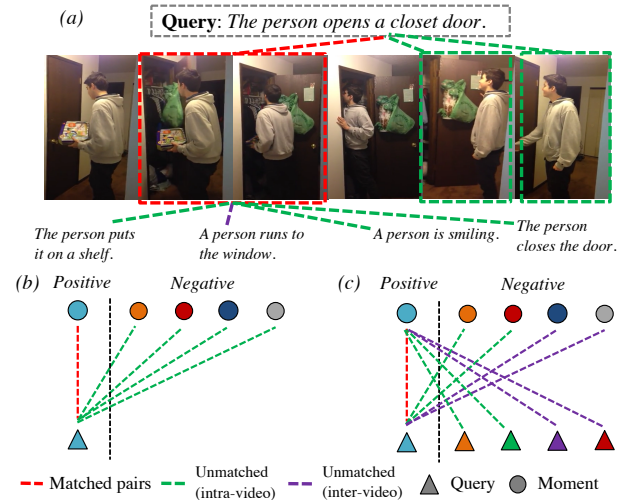 (a)
Query: The person opens a closet door.
The person puts
it on a shelf.
A person runs to
the window.
A person is smiling.
The person
closes the door.
(b)
Positive
Negative
(c)
Positive
Negative
Matched pairs
Unmatched
(intra-video)
Unmatched
(inter-video)
Query
Moment